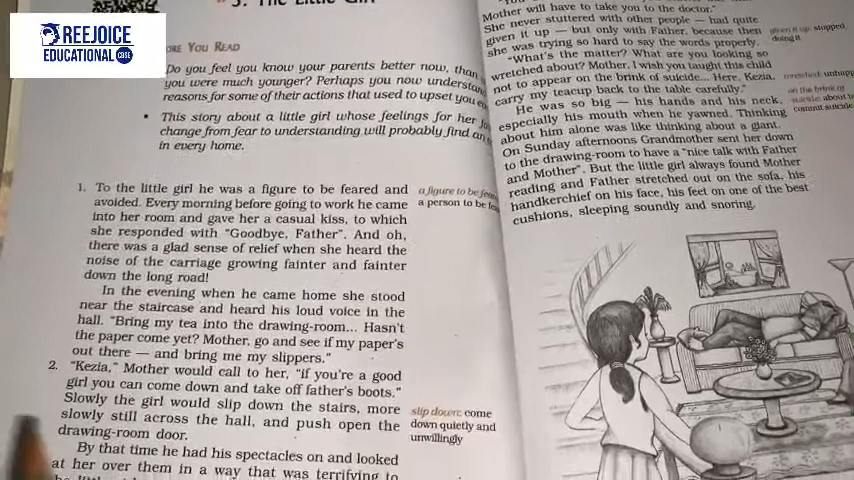 REEJOICE
EDUCATIONAL CBSE
3. The Little Girl
ORE YOU READ
Do you feel you know your parents better now, than
you were much younger? Perhaps you now understand
reasons for some of their actions that used to upset you
• This story about a little girl whose feelings for her
change from fear to understanding will probably find an
in every home.
1. To the little girl he was a figure to be feared and
avoided. Every morning before going to work he came
into her room and gave her a casual kiss, to which
she responded with "Goodbye, Father". And oh,
there was a glad sense of relief when she heard the
noise of the carriage growing fainter and fainter
down the long road!
In the evening when he came home she stood
near the staircase and heard his loud voice in the
hall. "Bring my tea into the drawing-room... Hasn't
the paper come yet? Mother, go and see if my paper's
out there — and bring me my slippers."
2. "Kezia," Mother would call to her, "if you're a good
girl you can come down and take off father's boots."
Slowly the girl would slip down the stairs, more
slowly still across the hall, and push open the
drawing-room door.
By that time he had his spectacles on and looked
at her over them in a way that was terrifying to
a figure to be
a person to be
slip down: come
down quietly and
unwillingly
Mother will have to take you to the doctor."
She never stuttered with other people — had quite
given it up — but only with Father, because then
she was trying so hard to say the words properly.
"What's the matter? What are you looking so
wretched about? Mother, I wish you taught this child
not to appear on the brink of suicide... Here, Kezia,
carry my teacup back to the table carefully."
He was so big — his hands and his neck,
especially his mouth when he yawned. Thinking
about him alone was like thinking about a giant.
On Sunday afternoons Grandmother sent her down
to the drawing-room to have a "nice talk with Father
and Mother". But the little girl always found Mother
reading and Father stretched out on the sofa, his
handkerchief on his face, his feet on one of the best
cushions, sleeping soundly and snoring.
given it up: stopped
doing it
wretched: unhappy
on the brink of
suicide: about to
commit suicide